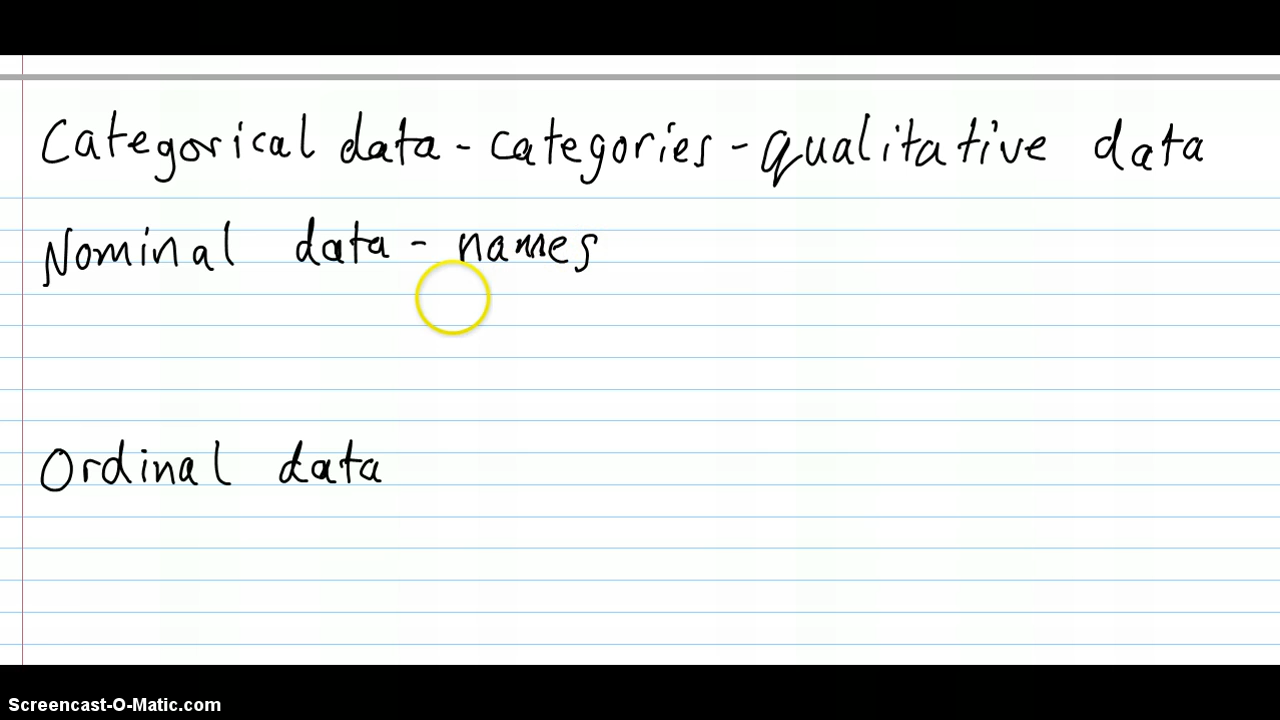 Categorical data - categories - qualitative data
Nominal data - names
Ordinal data
Screencast-O-Matic.com